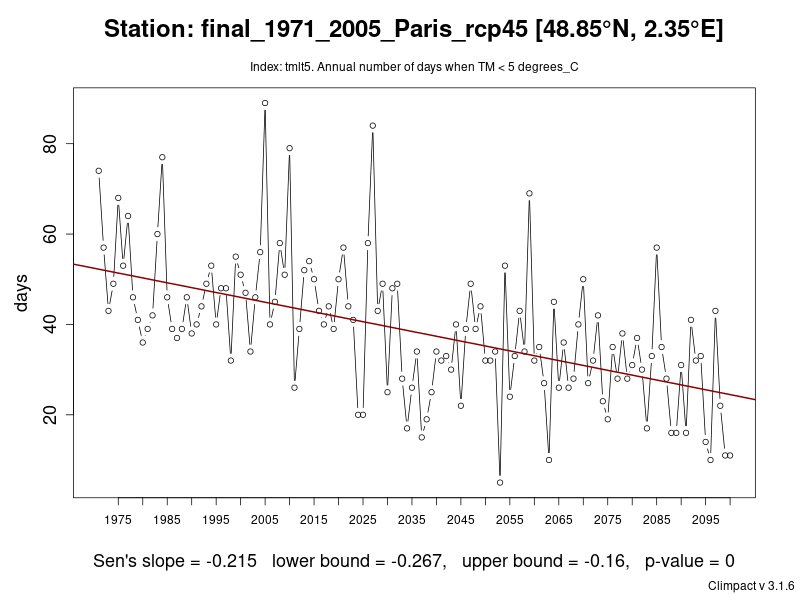 Station: final_1971_2005_Paris_rcp45 [48.85°N, 2.35°E]
Index: tmlt5. Annual number of days when TM < 5 degrees_C
80
60
40
20
days
1975 1985 1995 2005 2015 2025 2035 2045 2055 2065 2075 2085 2095
Sen's slope = -0.215 lower bound = -0.267, upper bound = -0.16, p-value = 0
Climpact v 3.1.6